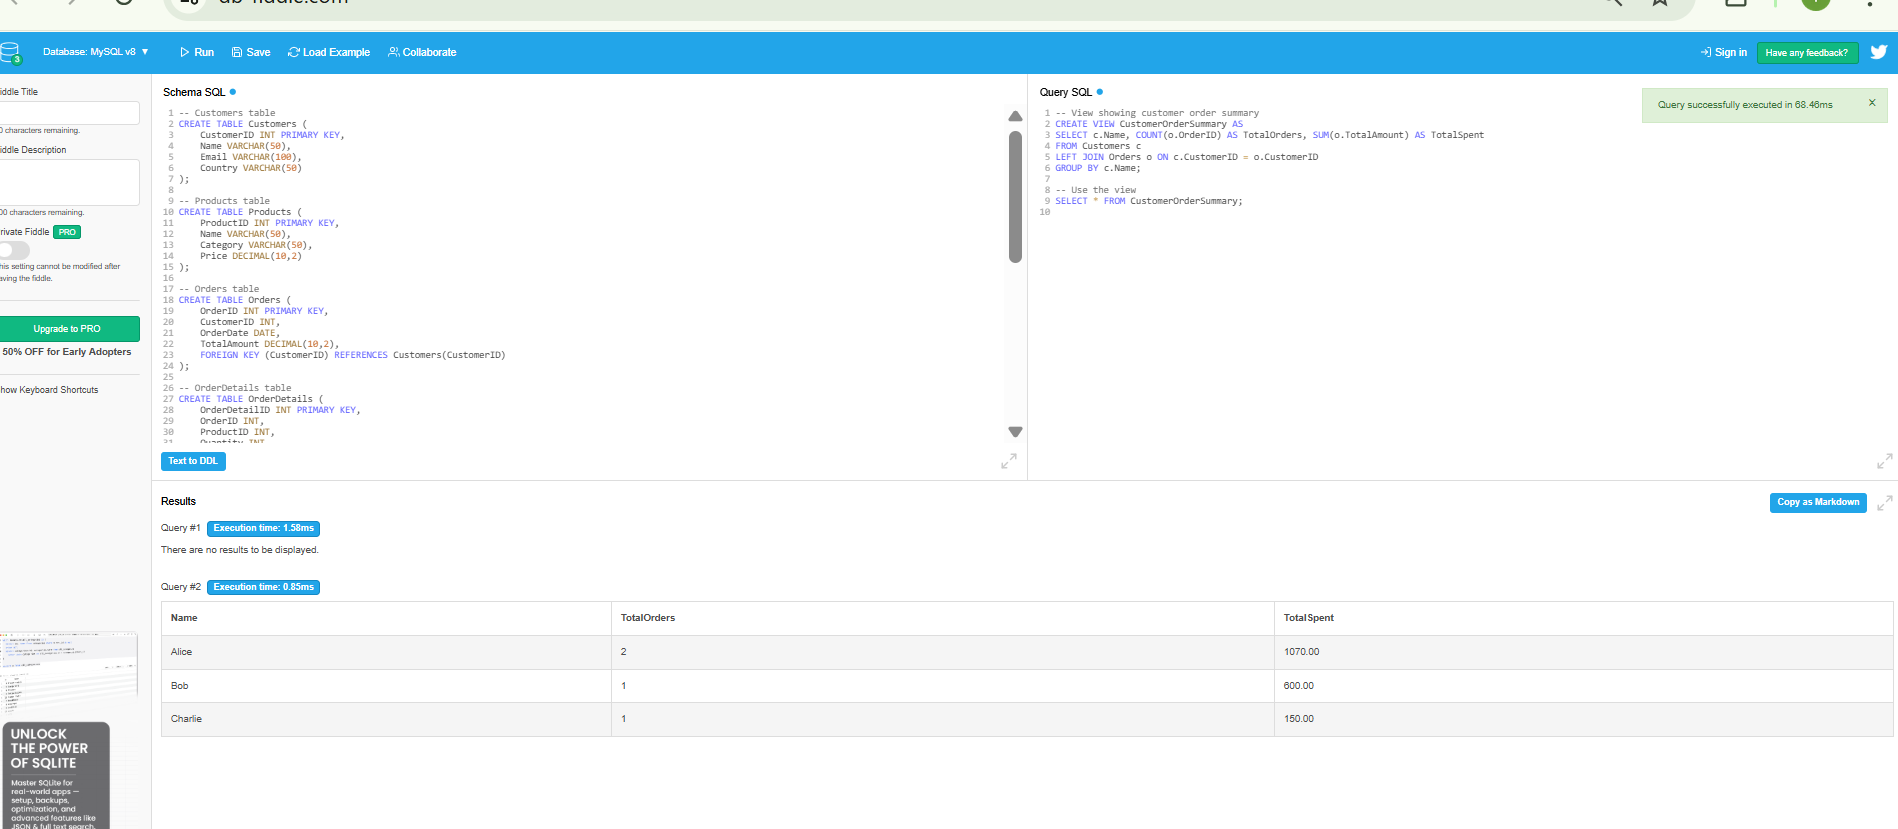 Database: MySQL v8 ▼
Run
Save
Load Example
Collaborate
Sign in
Have any feedback?
3
iddle Title
characters remaining.
iddle Description
00 characters remaining.
rivate Fiddle PRO
his setting cannot be modified after
aving the fiddle.
Upgrade to PRO
50% OFF for Early Adopters
how Keyboard Shortcuts
UNLOCK
THE POWER
OF SQLITE
Master SQLite for
real-world apps —
setup, backups,
optimization, and
advanced features like
JSON & full text search.
Schema SQL
1 -- Customers table
2 CREATE TABLE Customers (
3 CustomerID INT PRIMARY KEY,
4 Name VARCHAR(50),
5 Email VARCHAR(100),
6 Country VARCHAR(50)
7 );
8
9 -- Products table
10 CREATE TABLE Products (
11 ProductID INT PRIMARY KEY,
12 Name VARCHAR(50),
13 Category VARCHAR(50),
14 Price DECIMAL(10,2)
15 );
16
17 -- Orders table
18 CREATE TABLE Orders (
19 OrderID INT PRIMARY KEY,
20 CustomerID INT,
21 OrderDate DATE,
22 TotalAmount DECIMAL(10,2),
23 FOREIGN KEY (CustomerID) REFERENCES Customers(CustomerID)
24 );
25
26 -- OrderDetails table
27 CREATE TABLE OrderDetails (
28 OrderDetailID INT PRIMARY KEY,
29 OrderID INT,
30 ProductID INT,
31 Quantity INT
Text to DDL
Query SQL
1 -- View showing customer order summary
2 CREATE VIEW CustomerOrderSummary AS
3 SELECT c.Name, COUNT(o.OrderID) AS TotalOrders, SUM(o.TotalAmount) AS TotalSpent
4 FROM Customers c
5 LEFT JOIN Orders o ON c.CustomerID = o.CustomerID
6 GROUP BY c.Name;
7
8 -- Use the view
9 SELECT * FROM CustomerOrderSummary;
10
Query successfully executed in 68.46ms ×
Results
Copy as Markdown
Query #1 Execution time: 1.58ms
There are no results to be displayed.
Query #2 Execution time: 0.85ms
Name TotalOrders TotalSpent
Alice 2 1070.00
Bob 1 600.00
Charlie 1 150.00